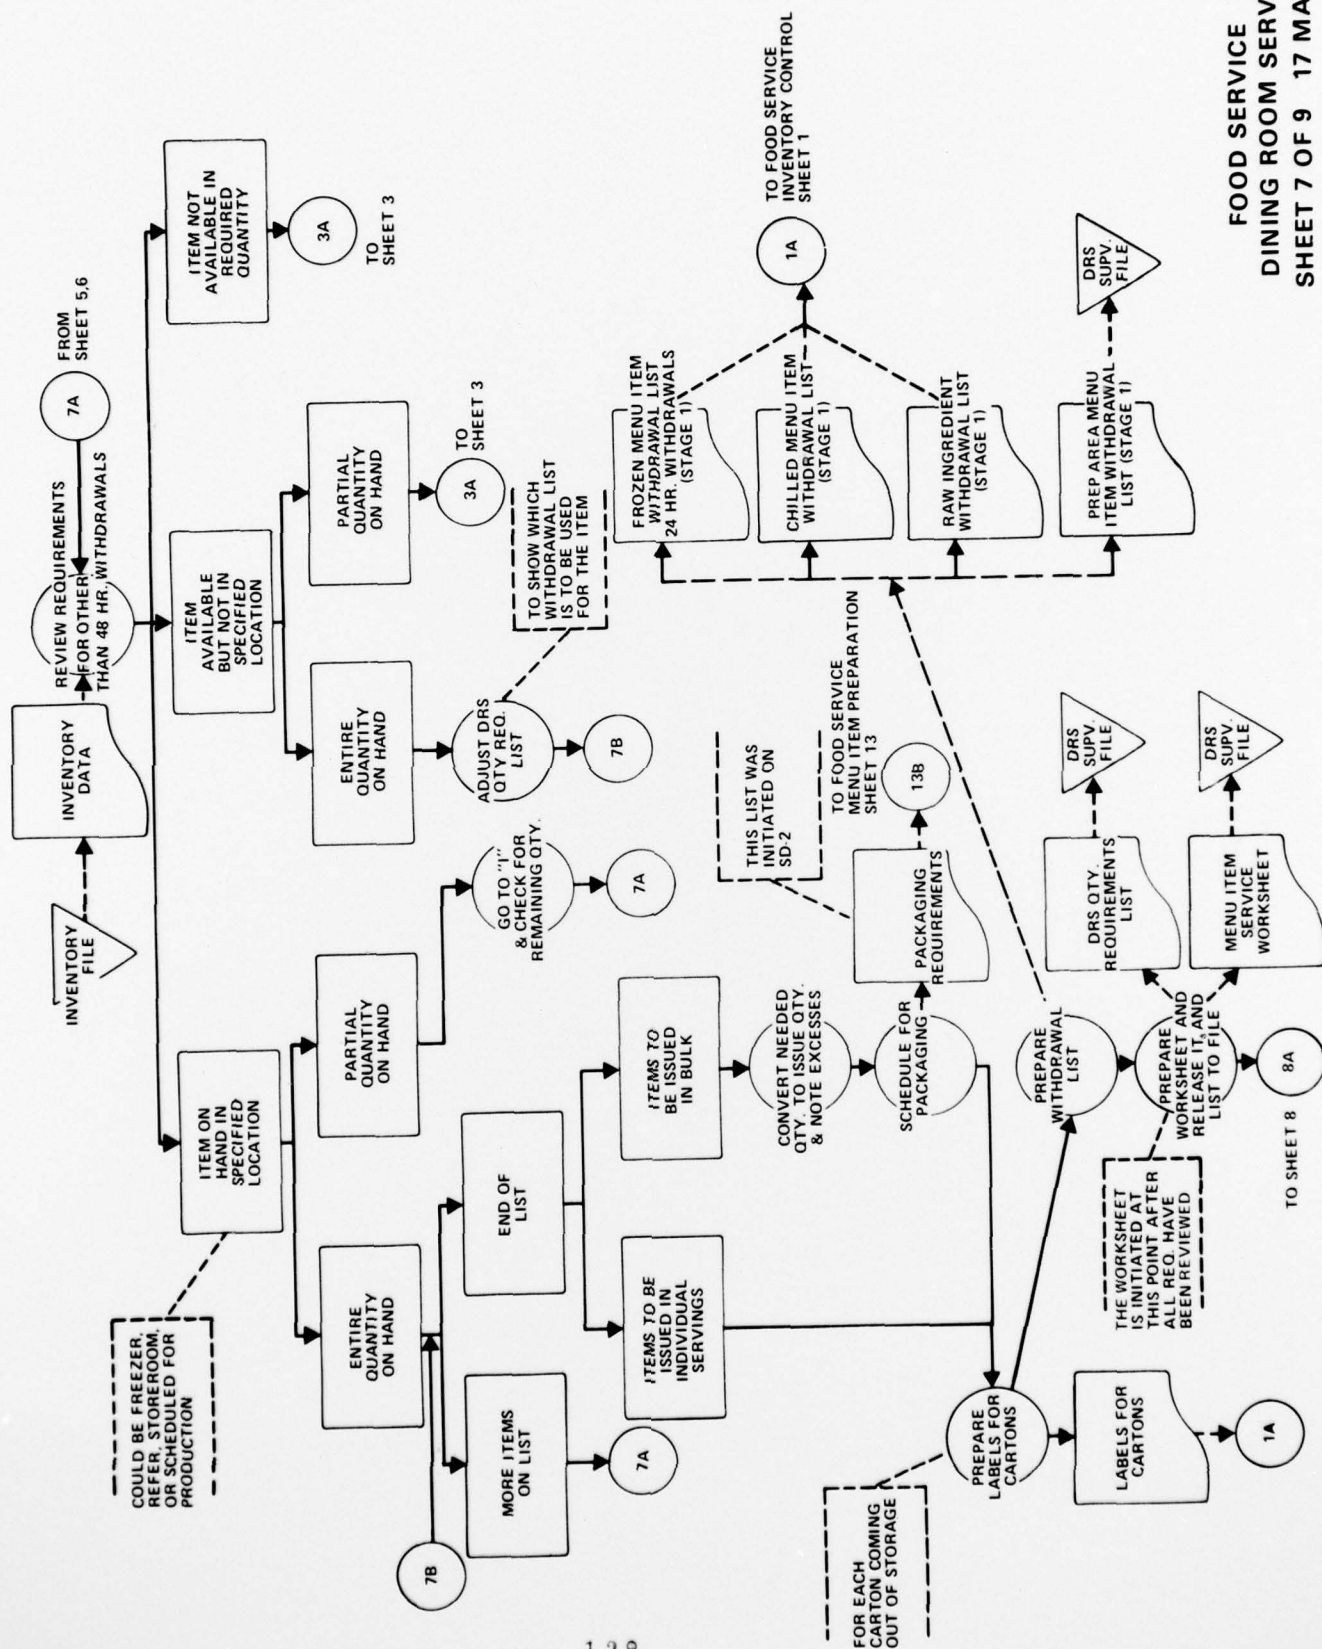 INVENTORY
FILE
INVENTORY
DATA
REVIEW REQUIREMENTS
FOR OTHER
THAN 48 HR. WITHDRAWALS
7A
FROM
SHEET 5,6
COULD BE FREEZER,
REFER, STOREROOM,
OR SCHEDULED FOR
PRODUCTION
ITEM ON
HAND IN
SPECIFIED
LOCATION
ITEM
AVAILABLE
BUT NOT IN
SPECIFIED
LOCATION
ITEM NOT
AVAILABLE IN
REQUIRED
QUANTITY
3A
TO
SHEET 3
ENTIRE
QUANTITY
ON HAND
PARTIAL
QUANTITY
ON HAND
ENTIRE
QUANTITY
ON HAND
PARTIAL
QUANTITY
ON HAND
7B
MORE ITEMS
ON LIST
7A
END OF
LIST
GO TO "I"
& CHECK FOR
REMAINING QTY.
7A
ADJUST DRS
QTY REQ.
LIST
7B
TO SHOW WHICH
WITHDRAWAL LIST
IS TO BE USED
FOR THE ITEM
3A
TO
SHEET 3
ITEMS TO BE
ISSUED IN
INDIVIDUAL
SERVINGS
ITEMS TO
BE ISSUED
IN BULK
CONVERT NEEDED
QTY. TO ISSUE QTY.
& NOTE EXCESSES
SCHEDULE FOR
PACKAGING
THIS LIST WAS
INITIATED ON
SD-2
PACKAGING
REQUIREMENTS
13B
TO FOOD SERVICE
MENU ITEM PREPARATION
SHEET 13
FROZEN MENU ITEM
WITHDRAWAL LIST
24 HR. WITHDRAWALS
(STAGE 1)
CHILLED MENU ITEM
WITHDRAWAL LIST
(STAGE 1)
RAW INGREDIENT
WITHDRAWAL LIST
(STAGE 1)
PREP AREA MENU
ITEM WITHDRAWAL
LIST (STAGE 1)
1A
TO FOOD SERVICE
INVENTORY CONTROL
SHEET 1
DRS
SUPV.
FILE
FOR EACH
CARTON COMING
OUT OF STORAGE
PREPARE
LABELS FOR
CARTONS
LABELS FOR
CARTONS
1A
PREPARE
WITHDRAWAL
LIST
THE WORKSHEET
IS INITIATED AT
THIS POINT AFTER
ALL REQ. HAVE
BEEN REVIEWED
PREPARE
WORKSHEET AND
RELEASE IT, AND
LIST TO FILE
8A
TO SHEET 8
DRS QTY.
REQUIREMENTS
LIST
DRS
SUPV.
FILE
MENU ITEM
SERVICE
WORKSHEET
DRS
SUPV.
FILE
FOOD SERVICE
DINING ROOM SERV
SHEET 7 OF 9 17 MA